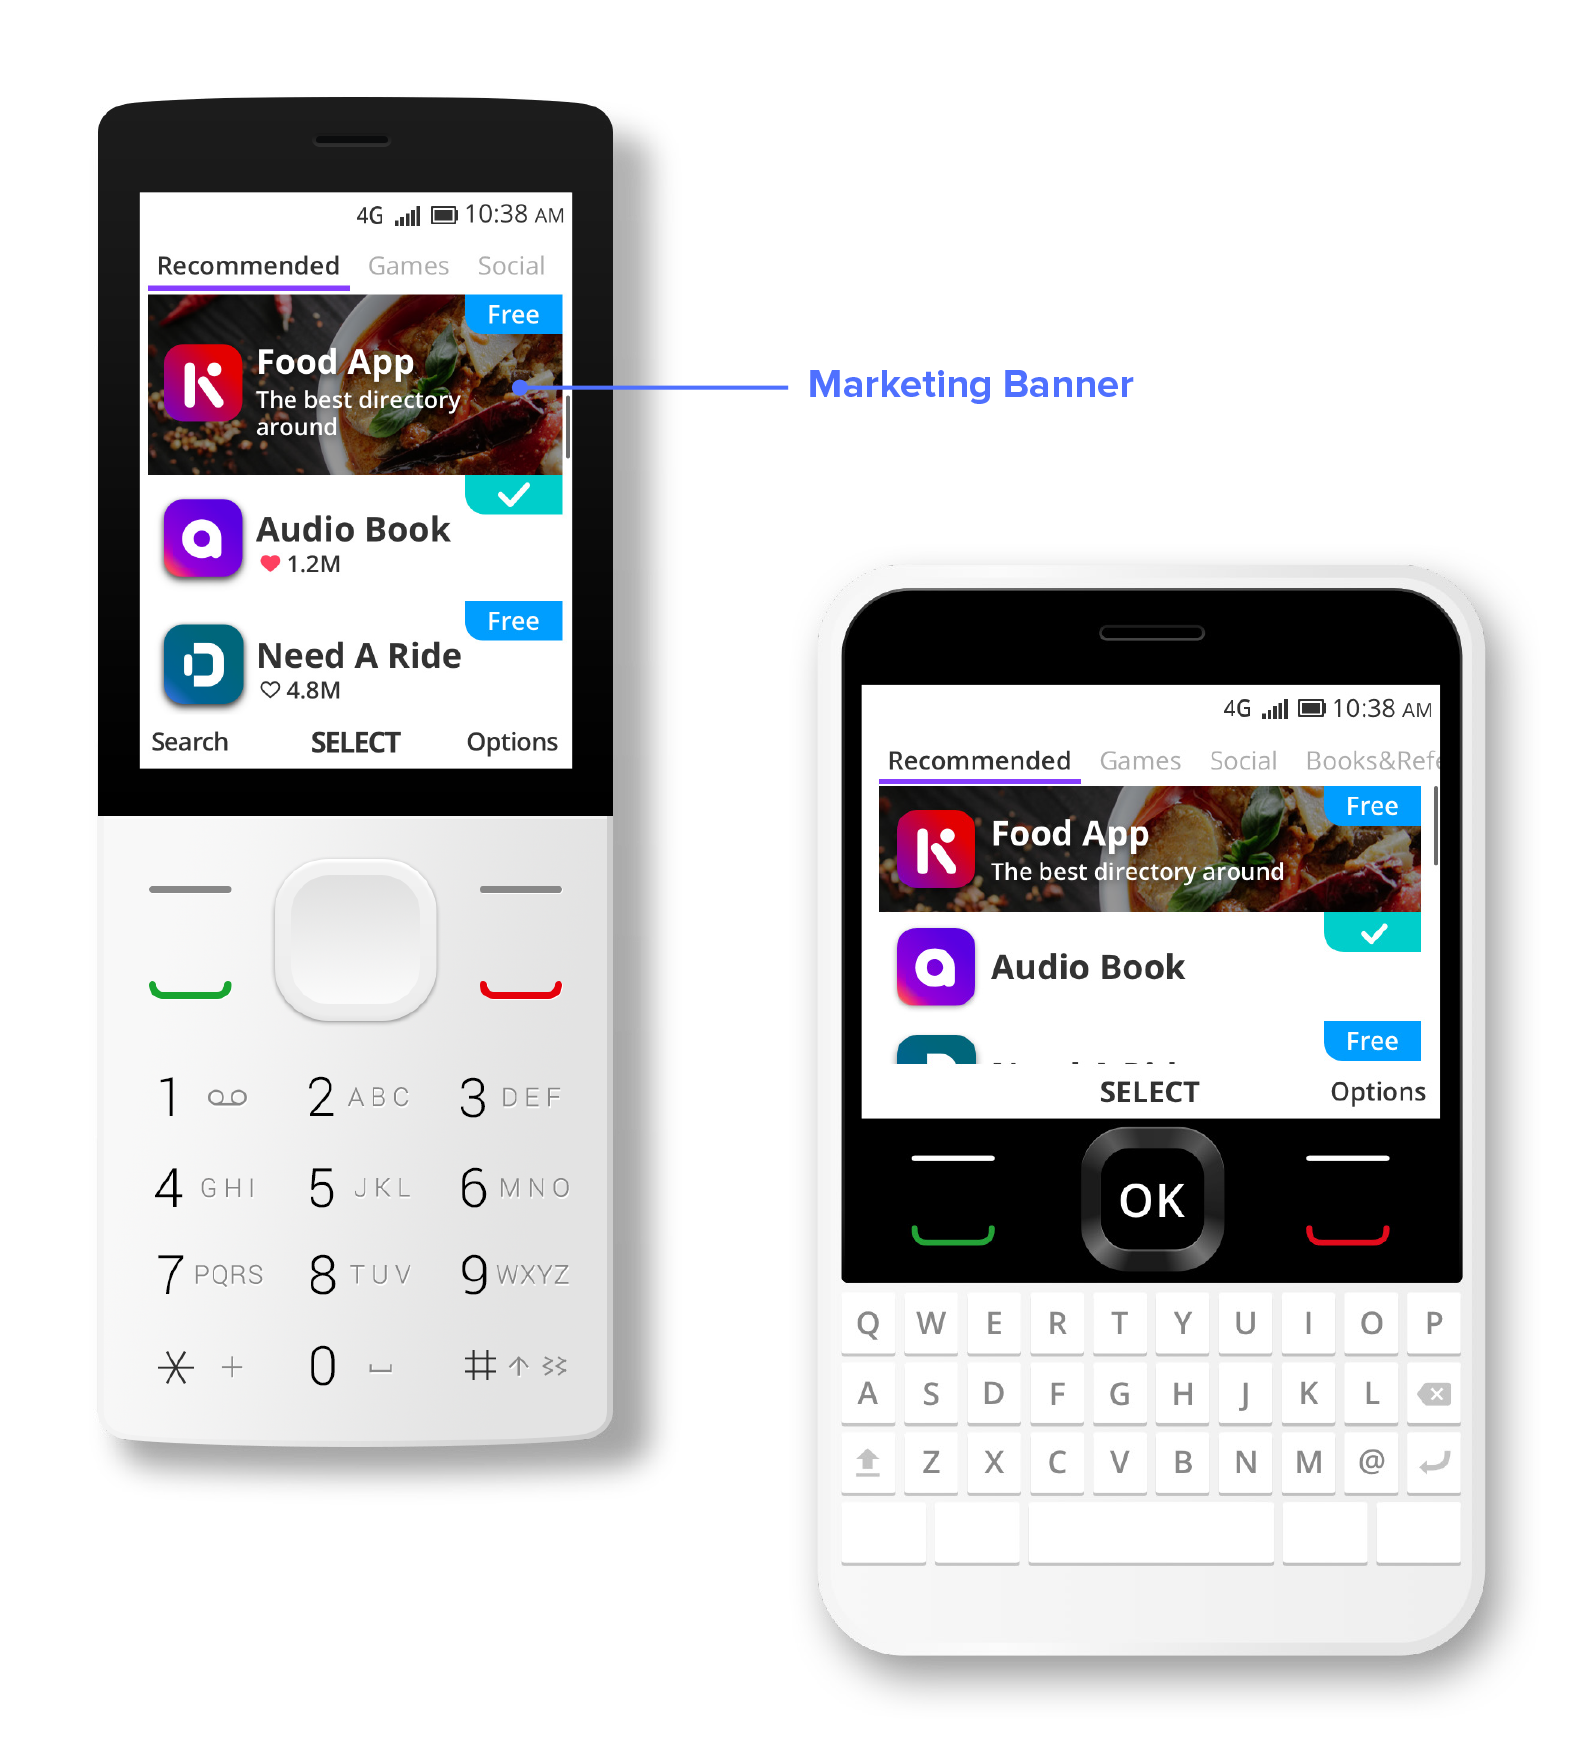 4G 10:38 AM
Recommended Games Social
Free
Food App
The best directory
around
Audio Book
1.2M
Free
Need A Ride
4.8M
Search SELECT Options
1
2 ABC
3 DEF
4 GHI
5 JKL
6 MNO
7 PQRS
8 TUV
9 WXYZ
* +
0
#
Marketing Banner
4G 10:38 AM
Recommended Games Social Books&Refe
Free
Food App
The best directory around
Audio Book
Free
Need A Ride
SELECT Options
OK
Q W E R T Y U I O P
A S D F G H J K L
Z X C V B N M @